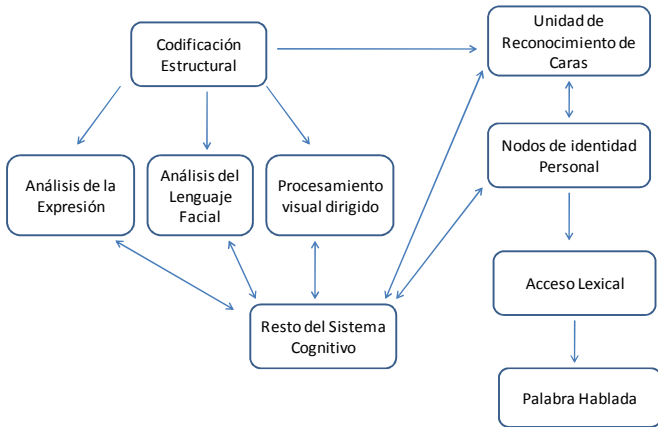 Codificación
Estructural
Unidad de
Reconocimiento de
Caras
Análisis de la
Expresión
Análisis del
Lenguaje
Facial
Procesamiento
visual dirigido
Nodos de identidad
Personal
Acceso Lexical
Resto del Sistema
Cognitivo
Palabra Hablada